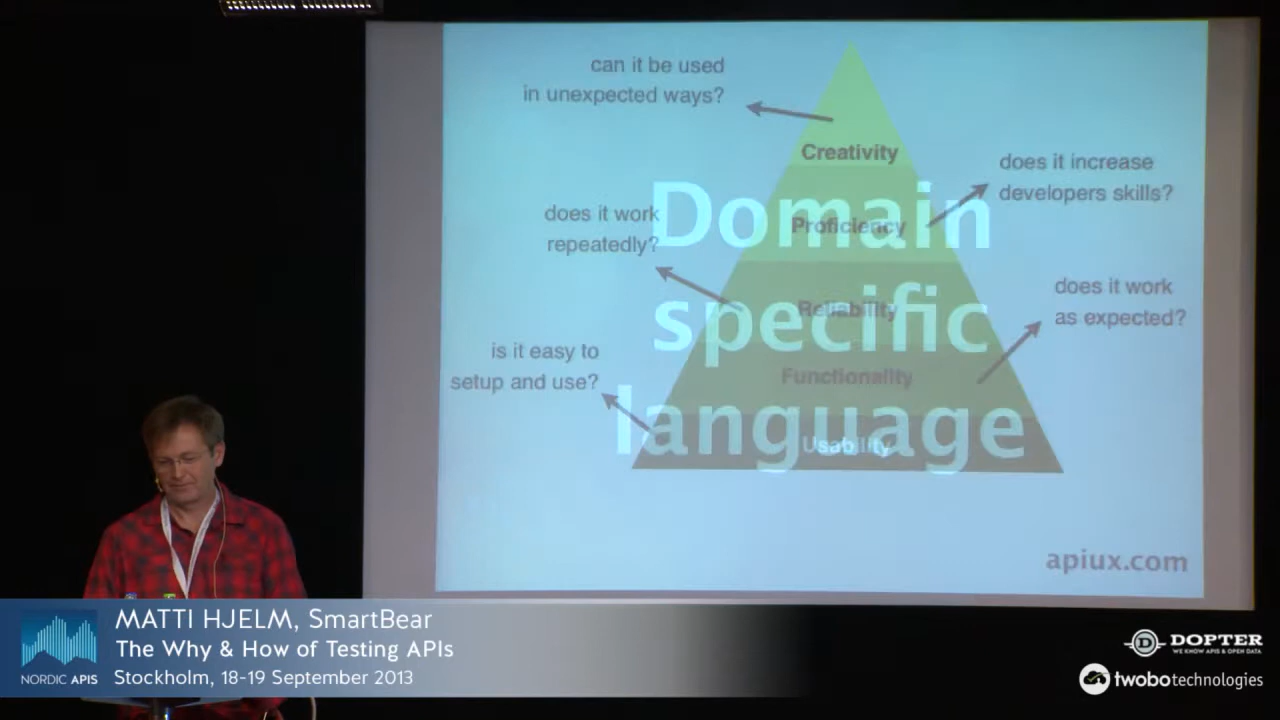 can it be used
in unexpected ways?
Creativity
does it increase
developers skills?
does it work
repeatedly?
Domain
Proficiency
specific
Reliability
does it work
as expected?
is it easy to
setup and use?
Functionality
language
Usability
apiux.com
MATTI HJELM, SmartBear
The Why & How of Testing APIs
Stockholm, 18-19 September 2013
NORDIC APIS
DOPTER
WE KNOW APIS & OPEN DATA
twobotechnologies